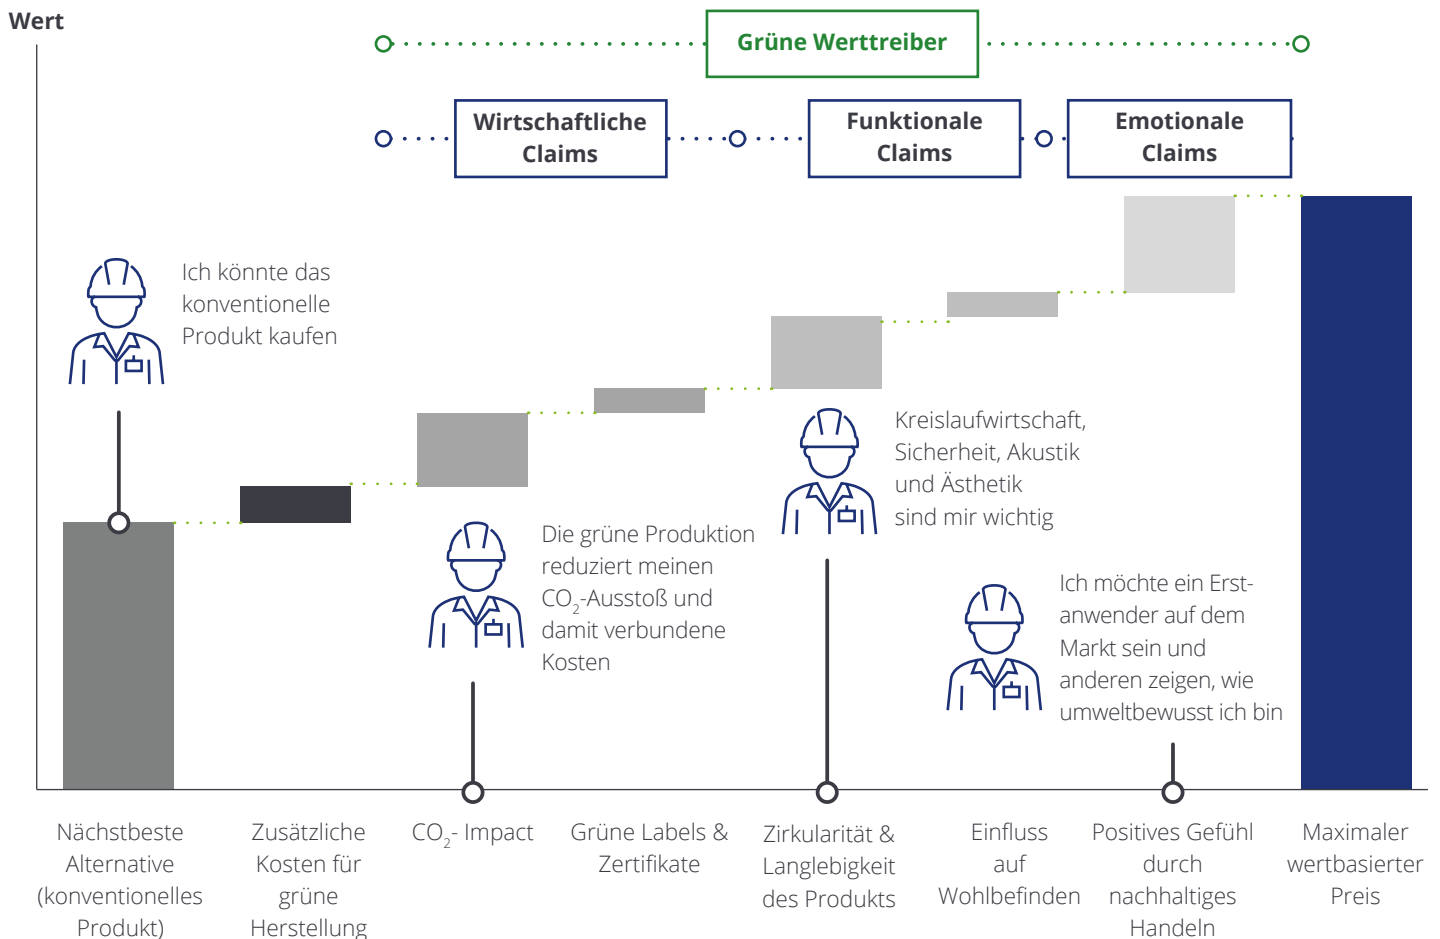 Wert
Grüne Werttreiber
Wirtschaftliche
Claims
Funktionale
Claims
Emotionale
Claims
Ich könnte das
konventionelle
Produkt kaufen
Die grüne Produktion
reduziert meinen
CO₂-Ausstoß und
damit verbundene
Kosten
Kreislaufwirtschaft,
Sicherheit, Akustik
und Ästhetik
sind mir wichtig
Ich möchte ein Erst-
anwender auf dem
Markt sein und
anderen zeigen, wie
umweltbewusst ich bin
Nächstbeste
Alternative
(konventionelles
Produkt)
Zusätzliche
Kosten für
grüne
Herstellung
CO₂- Impact
Grüne Labels &
Zertifikate
Zirkularität &
Langlebigkeit
des Produkts
Einfluss
auf
Wohlbefinden
Positives Gefühl
durch
nachhaltiges
Handeln
Maximaler
wertbasierter
Preis